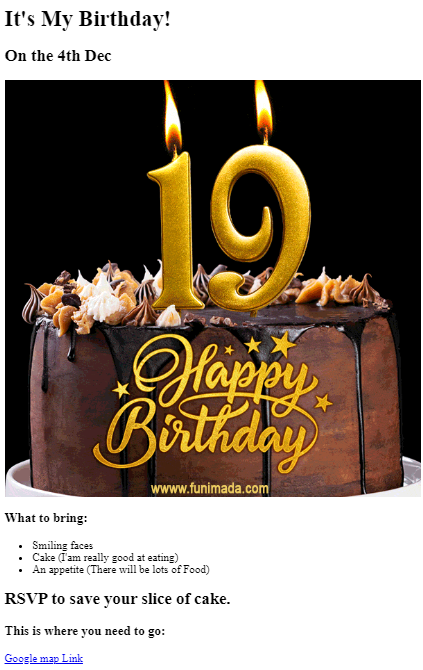 It's My Birthday!
On the 4th Dec
19
Happy
Birthday
www.funimada.com
What to bring:
Smiling faces
Cake (I'am really good at eating)
An appetite (There will be lots of Food)
RSVP to save your slice of cake.
This is where you need to go:
Google map Link